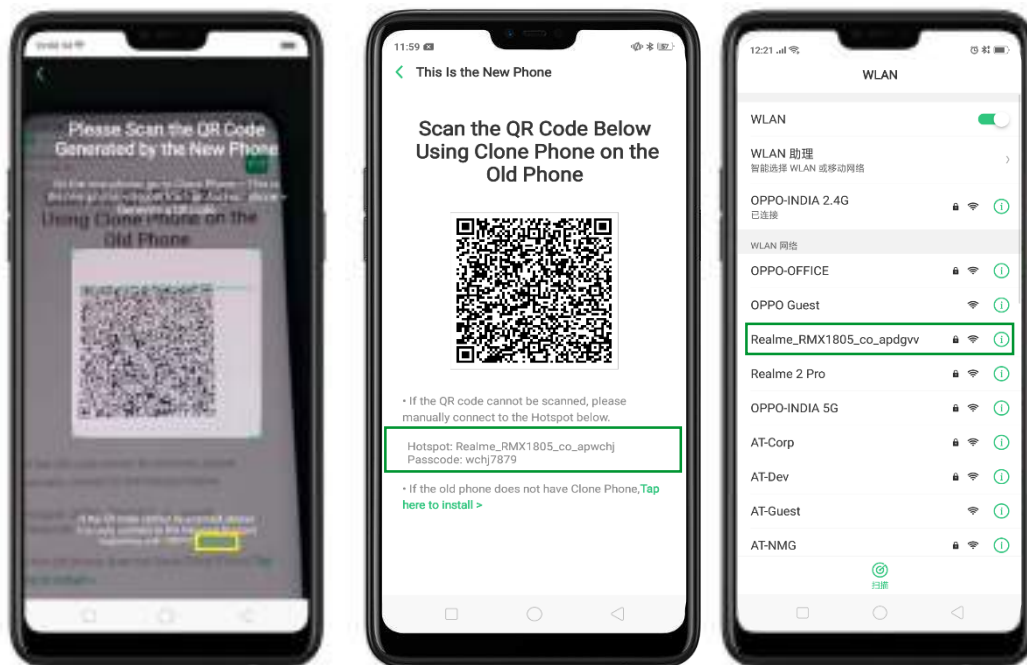 Please Scan the QR Code
Generated by the New Phone
Using Clone Phone on the
Old Phone
11:59
This Is the New Phone
Scan the QR Code Below
Using Clone Phone on the
Old Phone
• If the QR code cannot be scanned, please
manually connect to the Hotspot below.
Hotspot: Realme_RMX1805_co_apwchj
Passcode: wchj7879
• If the old phone does not have Clone Phone,Tap
here to install >
12:21
WLAN
WLAN
WLAN 助理
智能选择 WLAN 或移动网络
OPPO-INDIA 2.4G
已连接
WLAN 网络
OPPO-OFFICE
OPPO Guest
Realme_RMX1805_co_apdgvv
Realme 2 Pro
OPPO-INDIA 5G
AT-Corp
AT-Dev
AT-Guest
AT-NMG
扫描